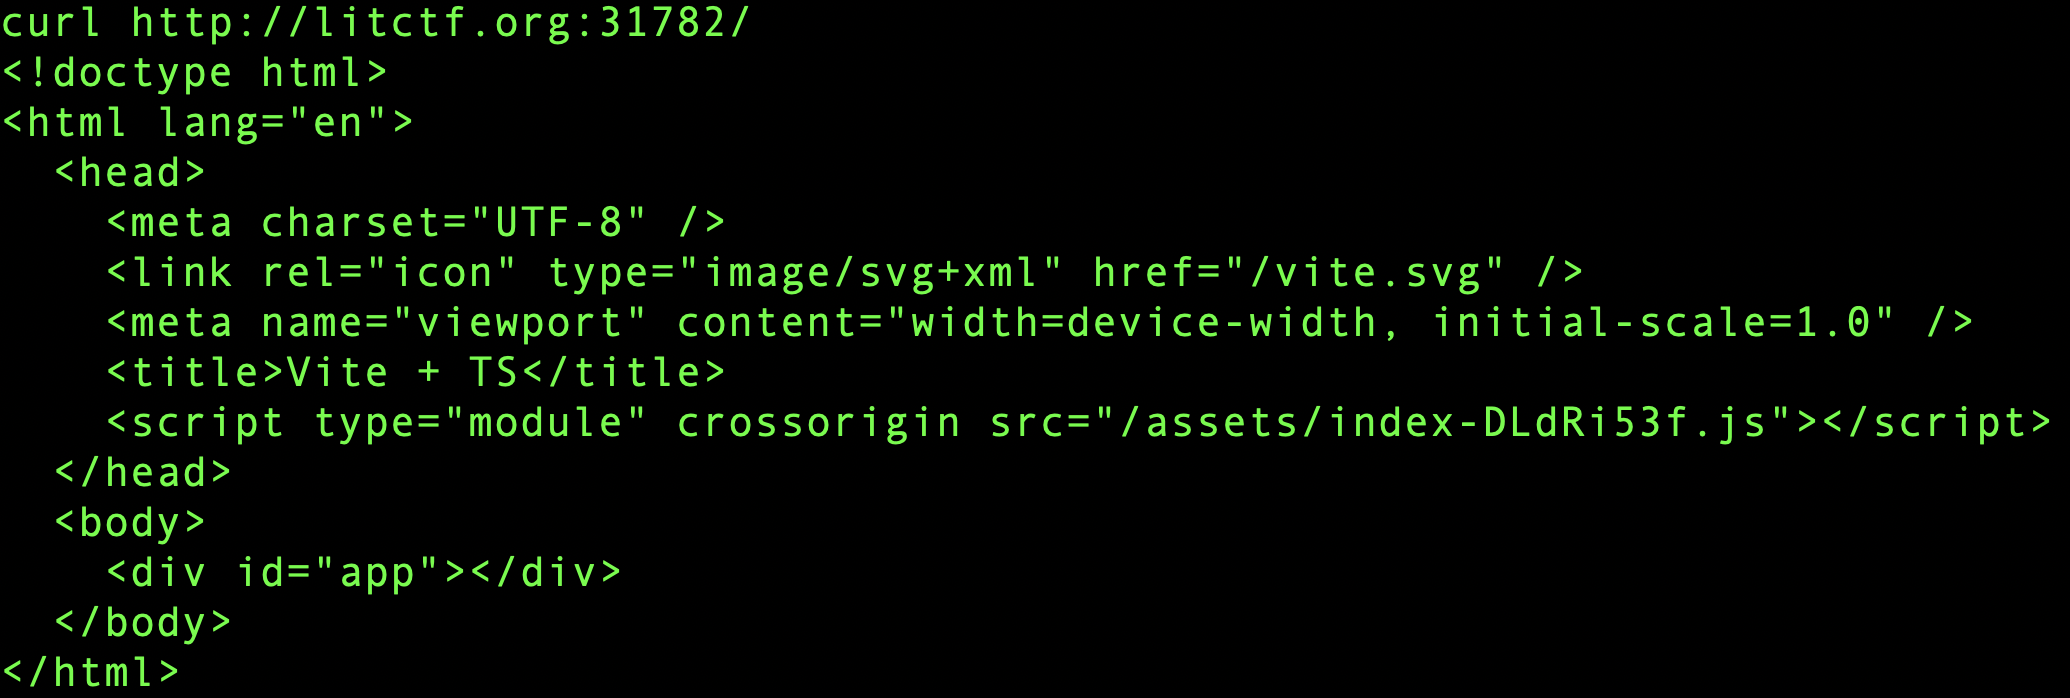 curl http://litctf.org:31782/
<!doctype html>
<html lang="en">
  <head>
    <meta charset="UTF-8" />
    <link rel="icon" type="image/svg+xml" href="/vite.svg" />
    <meta name="viewport" content="width=device-width, initial-scale=1.0" />
    <title>Vite + TS</title>
    <script type="module" crossorigin src="/assets/index-DLdRi53f.js"></script>
  </head>
  <body>
    <div id="app"></div>
  </body>
</html>